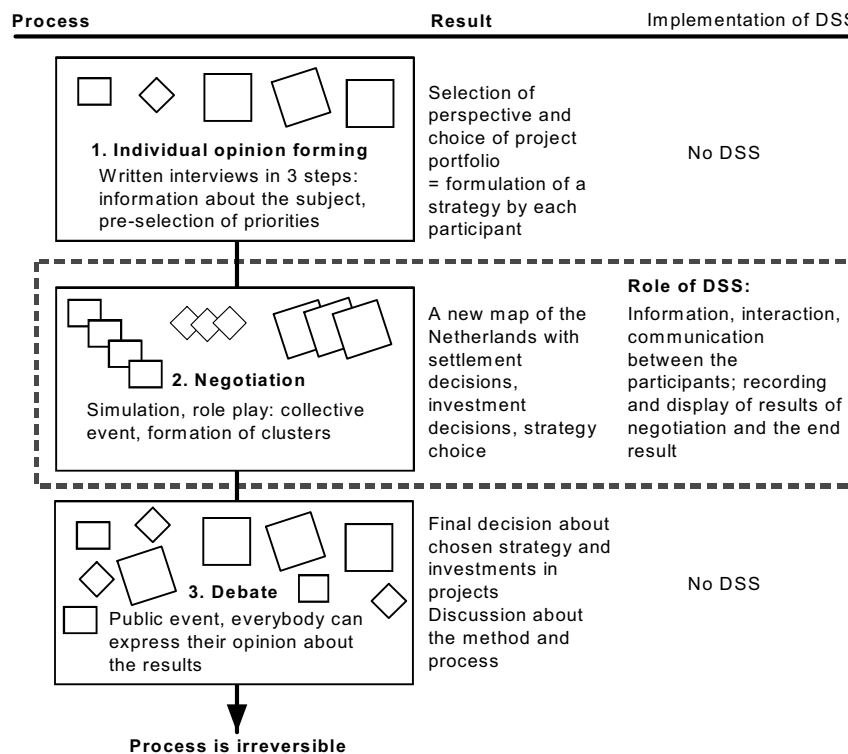 Process Result Implementation of DSS
1. Individual opinion forming
Written interviews in 3 steps:
information about the subject,
pre-selection of priorities
Selection of
perspective and
choice of project
portfolio
= formulation of a
strategy by each
participant
No DSS
2. Negotiation
Simulation, role play: collective
event, formation of clusters
A new map of the
Netherlands with
settlement
decisions,
investment
decisions, strategy
choice
Role of DSS:
Information, interaction,
communication
between the
participants; recording
and display of results of
negotiation and the end
result
3. Debate
Public event, everybody can
express their opinion about
the results
Final decision about
chosen strategy and
investments in
projects
Discussion about
the method and
process
No DSS
Process is irreversible